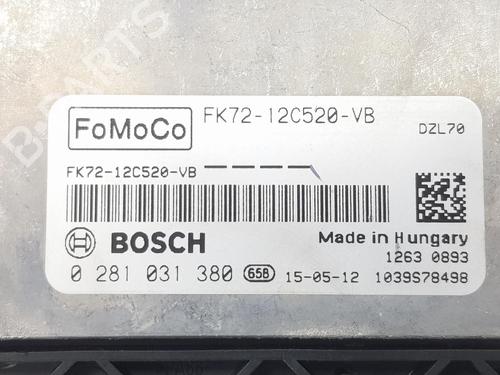 FoMoCo FK72-12C520-VB
DZL70
FK72-12C520-VB
BOSCH Made in Hungary
1263 0893
0 281 031 380 658 15-05-12 1039S78498
B-PARTS